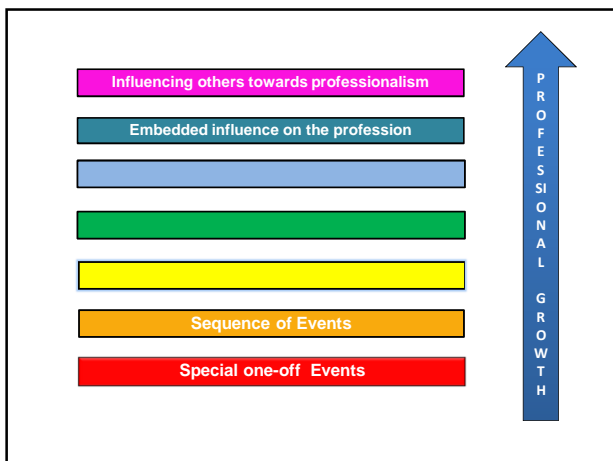 Influencing others towards professionalism
Embedded influence on the profession
Sequence of Events
Special one-off  Events
P
R
O
F
E
S
SI
O
N
A
L
G
R
O
W
T
H